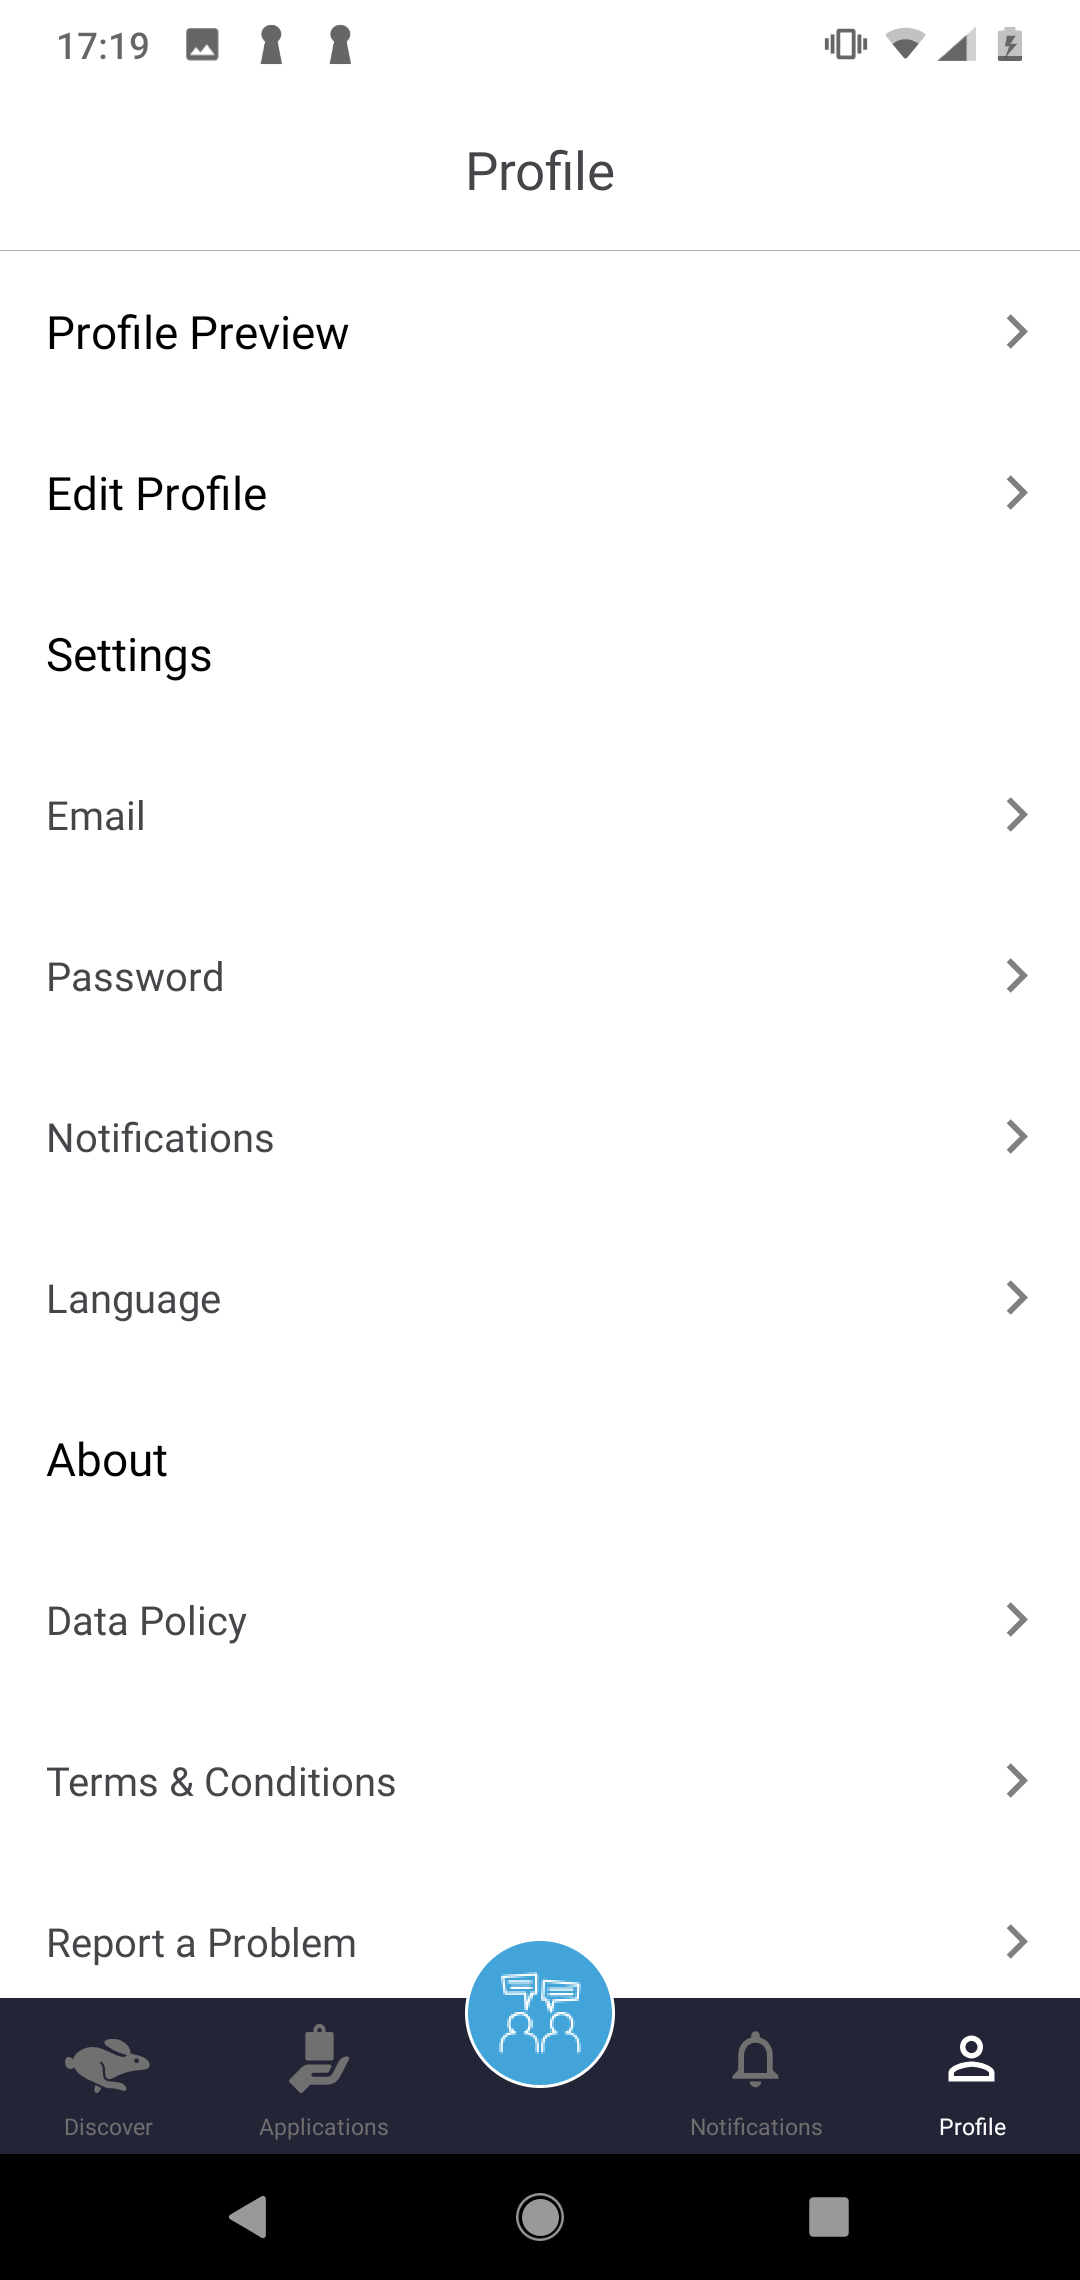 17:19
Profile
Profile Preview
Edit Profile
Settings
Email
Password
Notifications
Language
About
Data Policy
Terms & Conditions
Report a Problem
Discover
Applications
Notifications
Profile